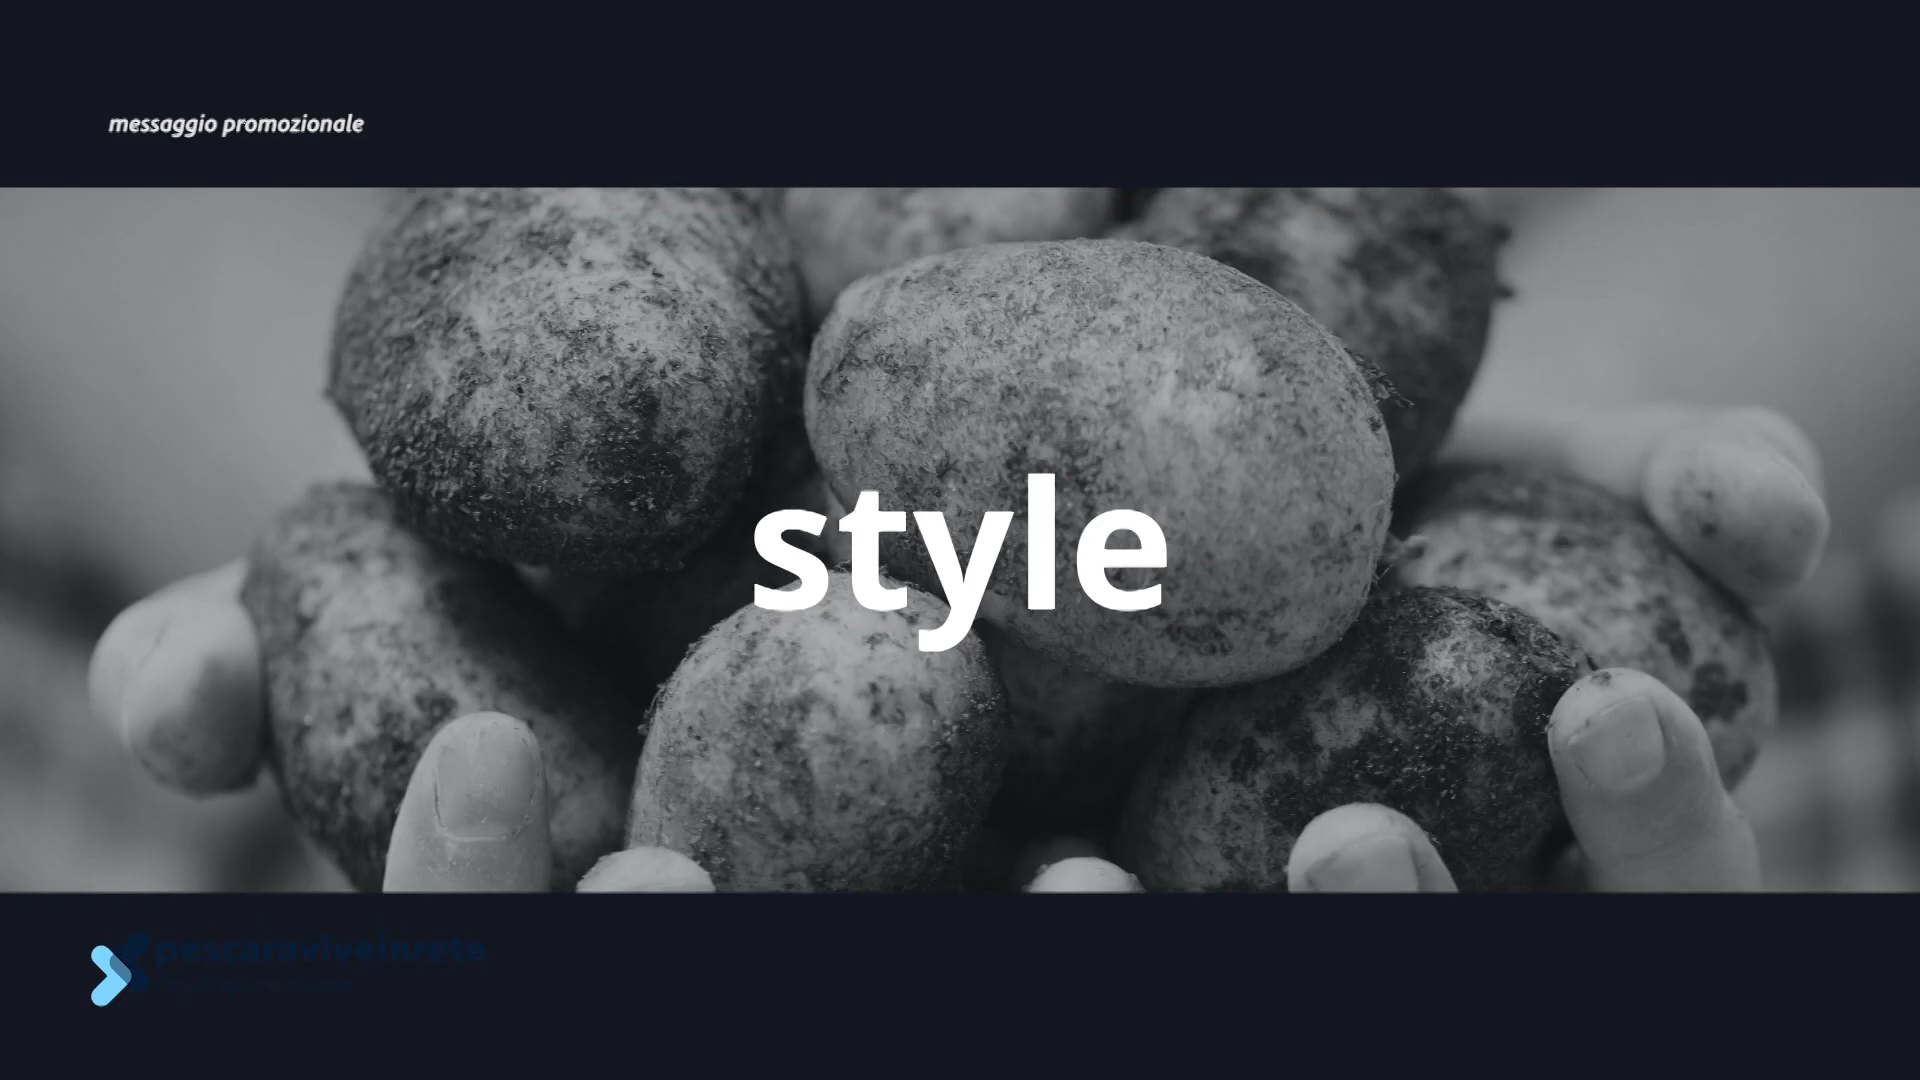 messaggio promozionale
style
pescaraviveinrete